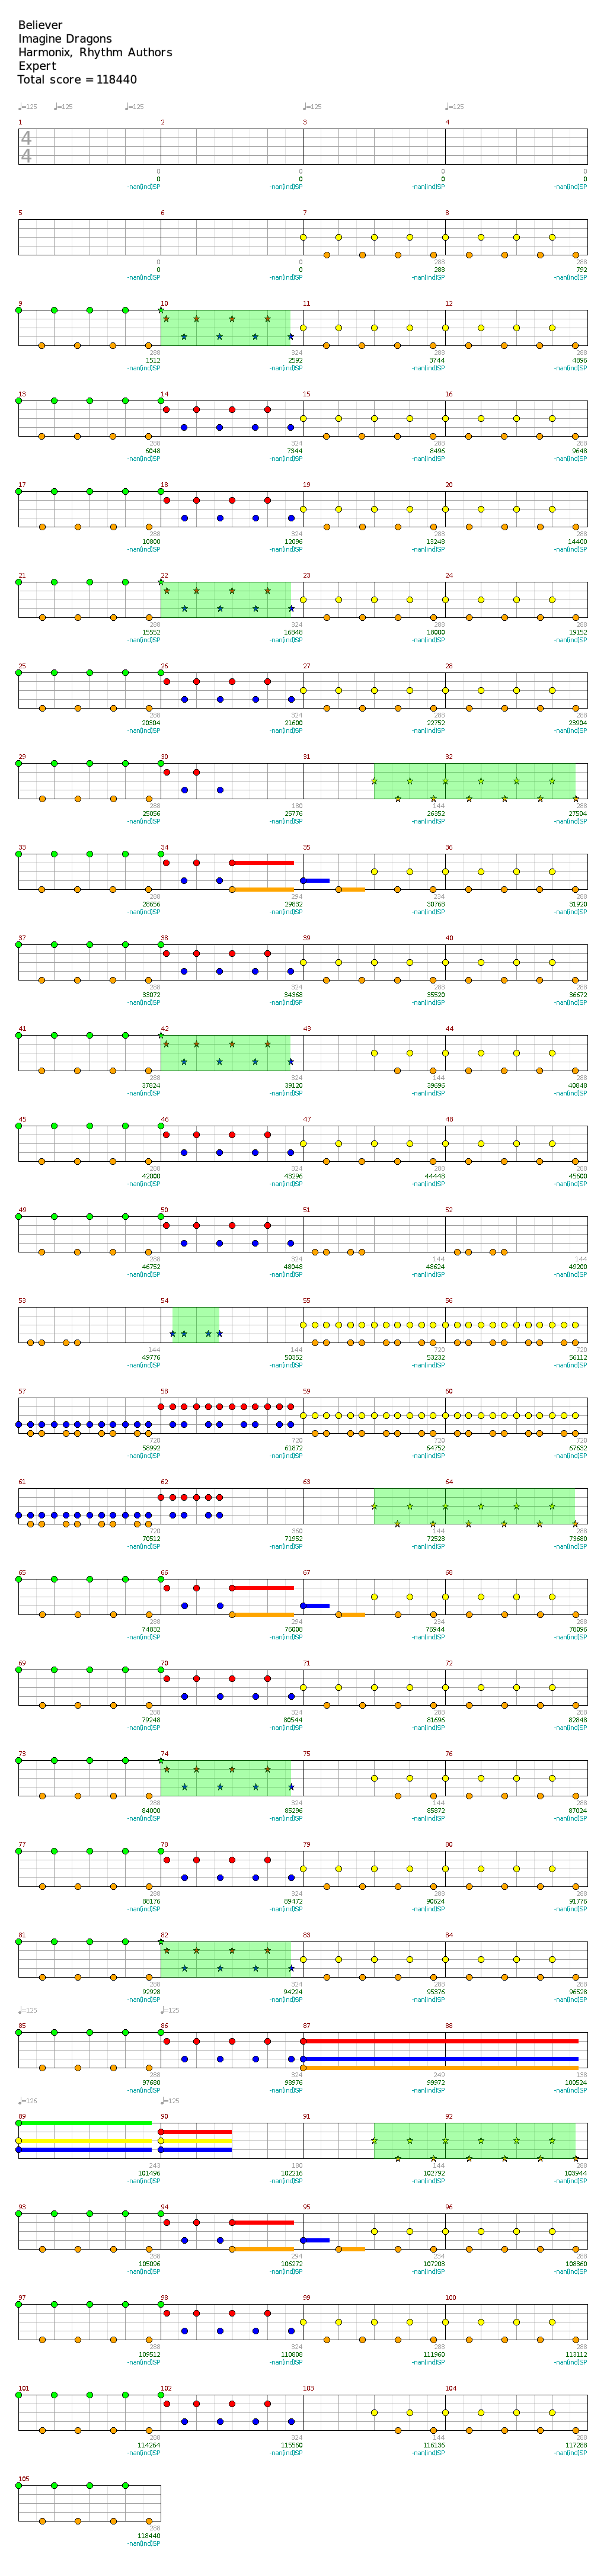 Believer
Imagine Dragons
Harmonix, Rhythm Authors
Expert
Total score = 118440
♩=125 ♩=125 ♩=125 ♩=125 ♩=125
1 2 3 4
4
4
0 0 0 0
0 0 0 0
-nan(ind)SP -nan(ind)SP -nan(ind)SP -nan(ind)SP
5 6 7 8
0 0 288 288
0 0 288 792
-nan(ind)SP -nan(ind)SP -nan(ind)SP -nan(ind)SP
9 10 11 12
288 324 288 288
1512 2592 3744 4896
-nan(ind)SP -nan(ind)SP -nan(ind)SP -nan(ind)SP
13 14 15 16
288 324 288 288
6048 7344 8496 9648
-nan(ind)SP -nan(ind)SP -nan(ind)SP -nan(ind)SP
17 18 19 20
288 324 288 288
10800 12096 13248 14400
-nan(ind)SP -nan(ind)SP -nan(ind)SP -nan(ind)SP
21 22 23 24
288 324 288 288
15552 16848 18000 19152
-nan(ind)SP -nan(ind)SP -nan(ind)SP -nan(ind)SP
25 26 27 28
288 324 288 288
20304 21600 22752 23904
-nan(ind)SP -nan(ind)SP -nan(ind)SP -nan(ind)SP
29 30 31 32
288 180 144 288
25056 25776 26352 27504
-nan(ind)SP -nan(ind)SP -nan(ind)SP -nan(ind)SP
33 34 35 36
288 294 234 288
28656 29832 30768 31920
-nan(ind)SP -nan(ind)SP -nan(ind)SP -nan(ind)SP
37 38 39 40
288 324 288 288
33072 34368 35520 36672
-nan(ind)SP -nan(ind)SP -nan(ind)SP -nan(ind)SP
41 42 43 44
288 324 144 288
37824 39120 39696 40848
-nan(ind)SP -nan(ind)SP -nan(ind)SP -nan(ind)SP
45 46 47 48
288 324 288 288
42000 43296 44448 45600
-nan(ind)SP -nan(ind)SP -nan(ind)SP -nan(ind)SP
49 50 51 52
288 324 144 144
46752 48048 48624 49200
-nan(ind)SP -nan(ind)SP -nan(ind)SP -nan(ind)SP
53 54 55 56
144 144 720 720
49776 50352 53232 56112
-nan(ind)SP -nan(ind)SP -nan(ind)SP -nan(ind)SP
57 58 59 60
720 720 720 720
58992 61872 64752 67632
-nan(ind)SP -nan(ind)SP -nan(ind)SP -nan(ind)SP
61 62 63 64
720 360 144 288
70512 71952 72528 73680
-nan(ind)SP -nan(ind)SP -nan(ind)SP -nan(ind)SP
65 66 67 68
288 294 234 288
74832 76008 76944 78096
-nan(ind)SP -nan(ind)SP -nan(ind)SP -nan(ind)SP
69 70 71 72
288 324 288 288
79248 80544 81696 82848
-nan(ind)SP -nan(ind)SP -nan(ind)SP -nan(ind)SP
73 74 75 76
288 324 144 288
84000 85296 85872 87024
-nan(ind)SP -nan(ind)SP -nan(ind)SP -nan(ind)SP
77 78 79 80
288 324 288 288
88176 89472 90624 91776
-nan(ind)SP -nan(ind)SP -nan(ind)SP -nan(ind)SP
81 82 83 84
288 324 288 288
92928 94224 95376 96528
-nan(ind)SP -nan(ind)SP -nan(ind)SP -nan(ind)SP
♩=125 ♩=125
85 86 87 88
288 324 249 138
97680 98976 99972 100524
-nan(ind)SP -nan(ind)SP -nan(ind)SP -nan(ind)SP
♩=126 ♩=125
89 90 91 92
243 180 144 288
101496 102216 102792 103944
-nan(ind)SP -nan(ind)SP -nan(ind)SP -nan(ind)SP
93 94 95 96
288 294 234 288
105096 106272 107208 108360
-nan(ind)SP -nan(ind)SP -nan(ind)SP -nan(ind)SP
97 98 99 100
288 324 288 288
109512 110808 111960 113112
-nan(ind)SP -nan(ind)SP -nan(ind)SP -nan(ind)SP
101 102 103 104
288 324 144 288
114264 115560 116136 117288
-nan(ind)SP -nan(ind)SP -nan(ind)SP -nan(ind)SP
105
288
118440
-nan(ind)SP